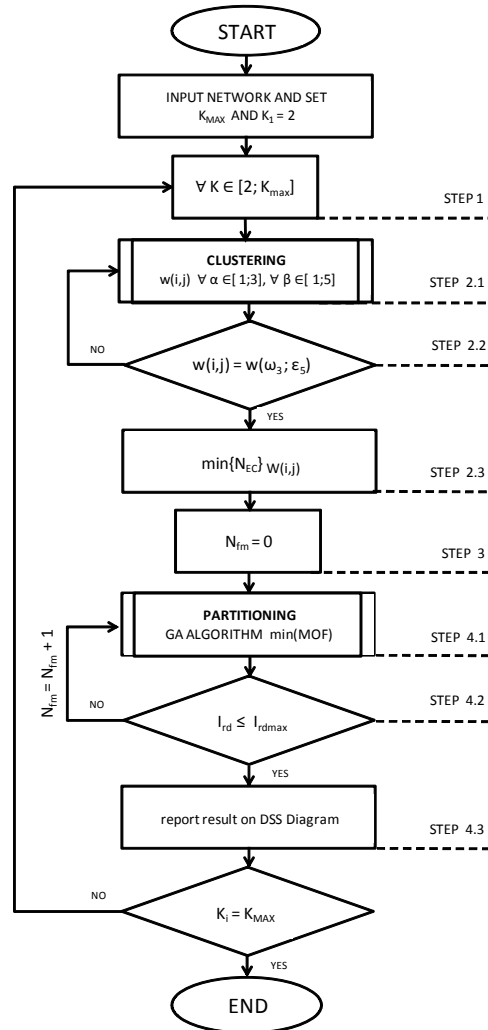 START
INPUT NETWORK AND SET
K_MAX AND K_1 = 2
∀ K ∈ [2; K_max]
STEP 1
CLUSTERING
w(i,j) ∀ α ∈[ 1;3], ∀ β ∈[ 1;5]
STEP 2.1
NO
w(i,j) = w(ω_3 ; ε_5)
STEP 2.2
YES
min{N_EC} w(i,j)
STEP 2.3
N_fm = 0
STEP 3
PARTITIONING
GA ALGORITHM min(MOF)
STEP 4.1
N_fm = N_fm + 1
NO
I_rd ≤ I_rdmax
STEP 4.2
YES
report result on DSS Diagram
STEP 4.3
NO
K_i = K_MAX
YES
END